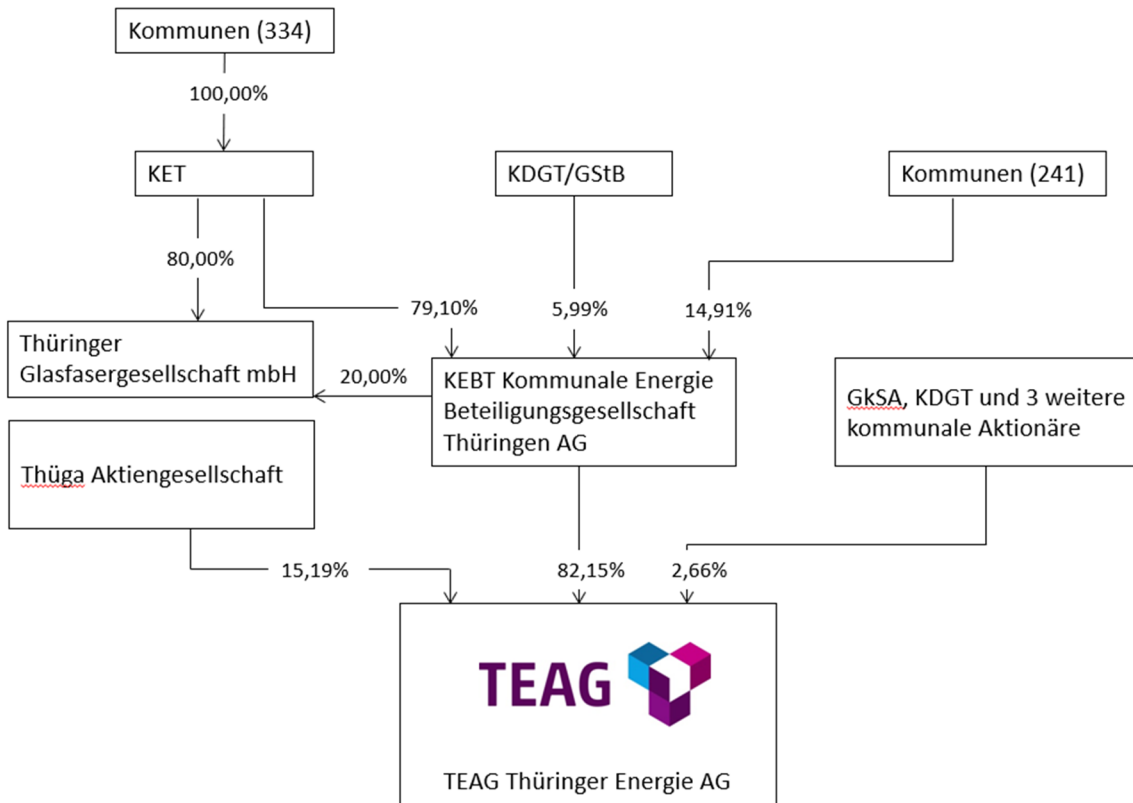 Kommunen (334)
100,00%
KET
KDGT/GStB
Kommunen (241)
80,00%
79,10%
5,99%
14,91%
Thüringer
Glasfasergesellschaft mbH
20,00%
KEBT Kommunale Energie
Beteiligungsgesellschaft
Thüringen AG
GkSA, KDGT und 3 weitere
kommunale Aktionäre
Thüga Aktiengesellschaft
15,19%
82,15%
2,66%
TEAG
TEAG Thüringer Energie AG